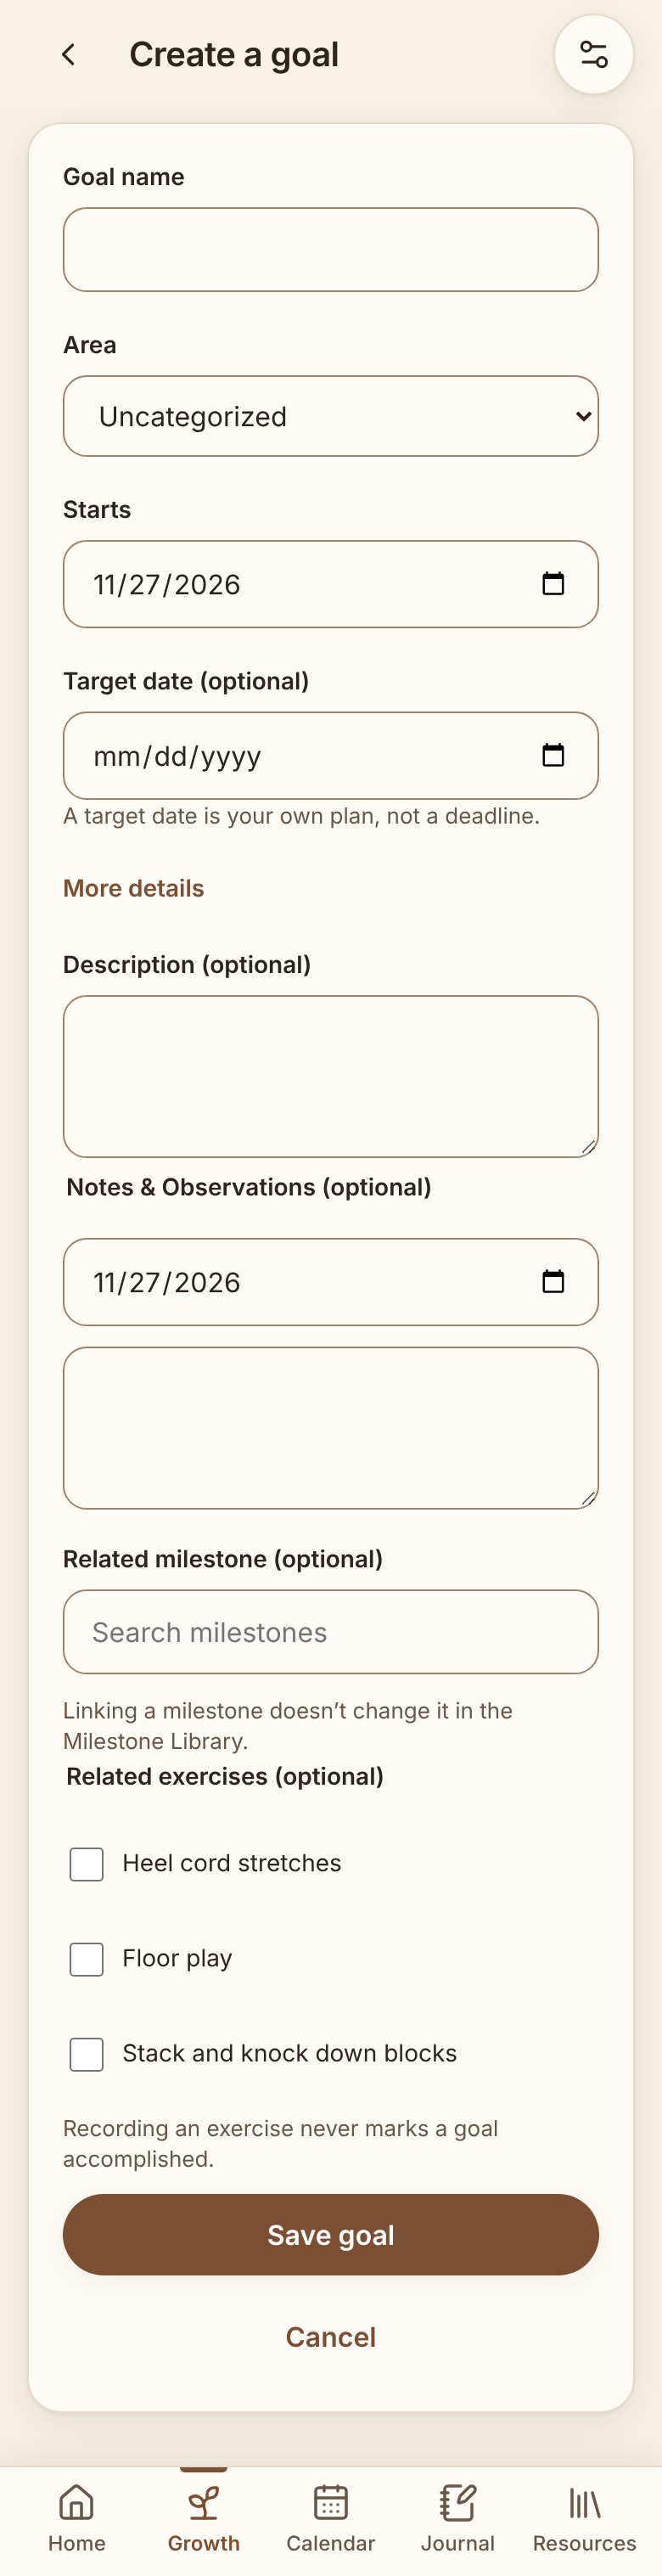 Create a goal
Goal name
Area
Uncategorized
Starts
11/27/2026
Target date (optional)
mm/dd/yyyy
A target date is your own plan, not a deadline.
More details
Description (optional)
Notes & Observations (optional)
11/27/2026
Related milestone (optional)
Search milestones
Linking a milestone doesn’t change it in the
Milestone Library.
Related exercises (optional)
Heel cord stretches
Floor play
Stack and knock down blocks
Recording an exercise never marks a goal
accomplished.
Save goal
Cancel
Home Growth Calendar Journal Resources